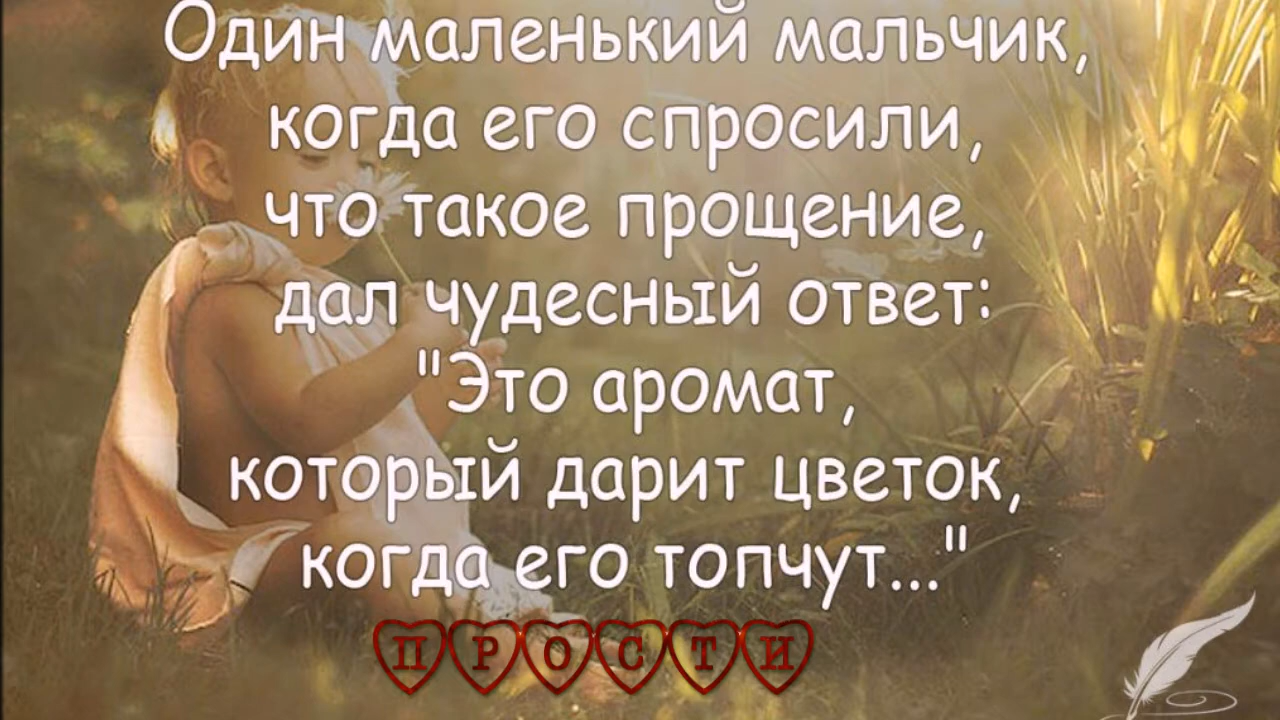 Один маленький мальчик,
когда его спросили,
что такое прощение,
дал чудесный ответ:
"Это аромат,
который дарит цветок,
когда его топчут..."
ПРОСТИ